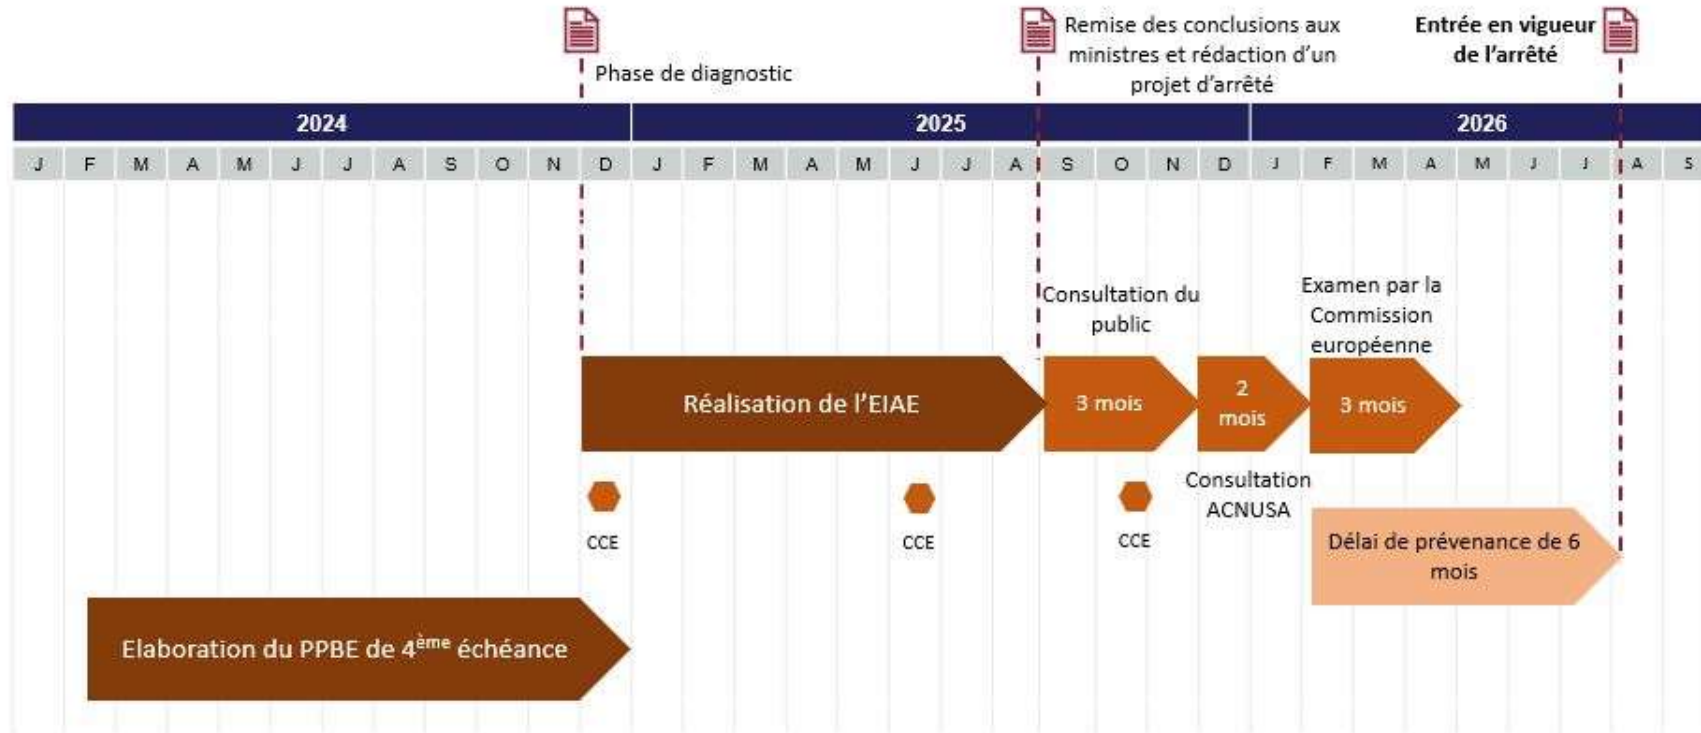 Phase de diagnostic
Remise des conclusions aux
ministres et rédaction d'un
projet d'arrêté
Entrée en vigueur
de l'arrêté
2024 2025 2026
J F M A M J J A S O N D J F M A M J J A S O N D J F M A M J J A S
Consultation du
public
Examen par la
Commission
européenne
Réalisation de l'EIAE
3 mois
2
mois
3 mois
CCE
CCE
CCE
Consultation
ACNUSA
Délai de prévenance de 6
mois
Elaboration du PPBE de 4ème échéance